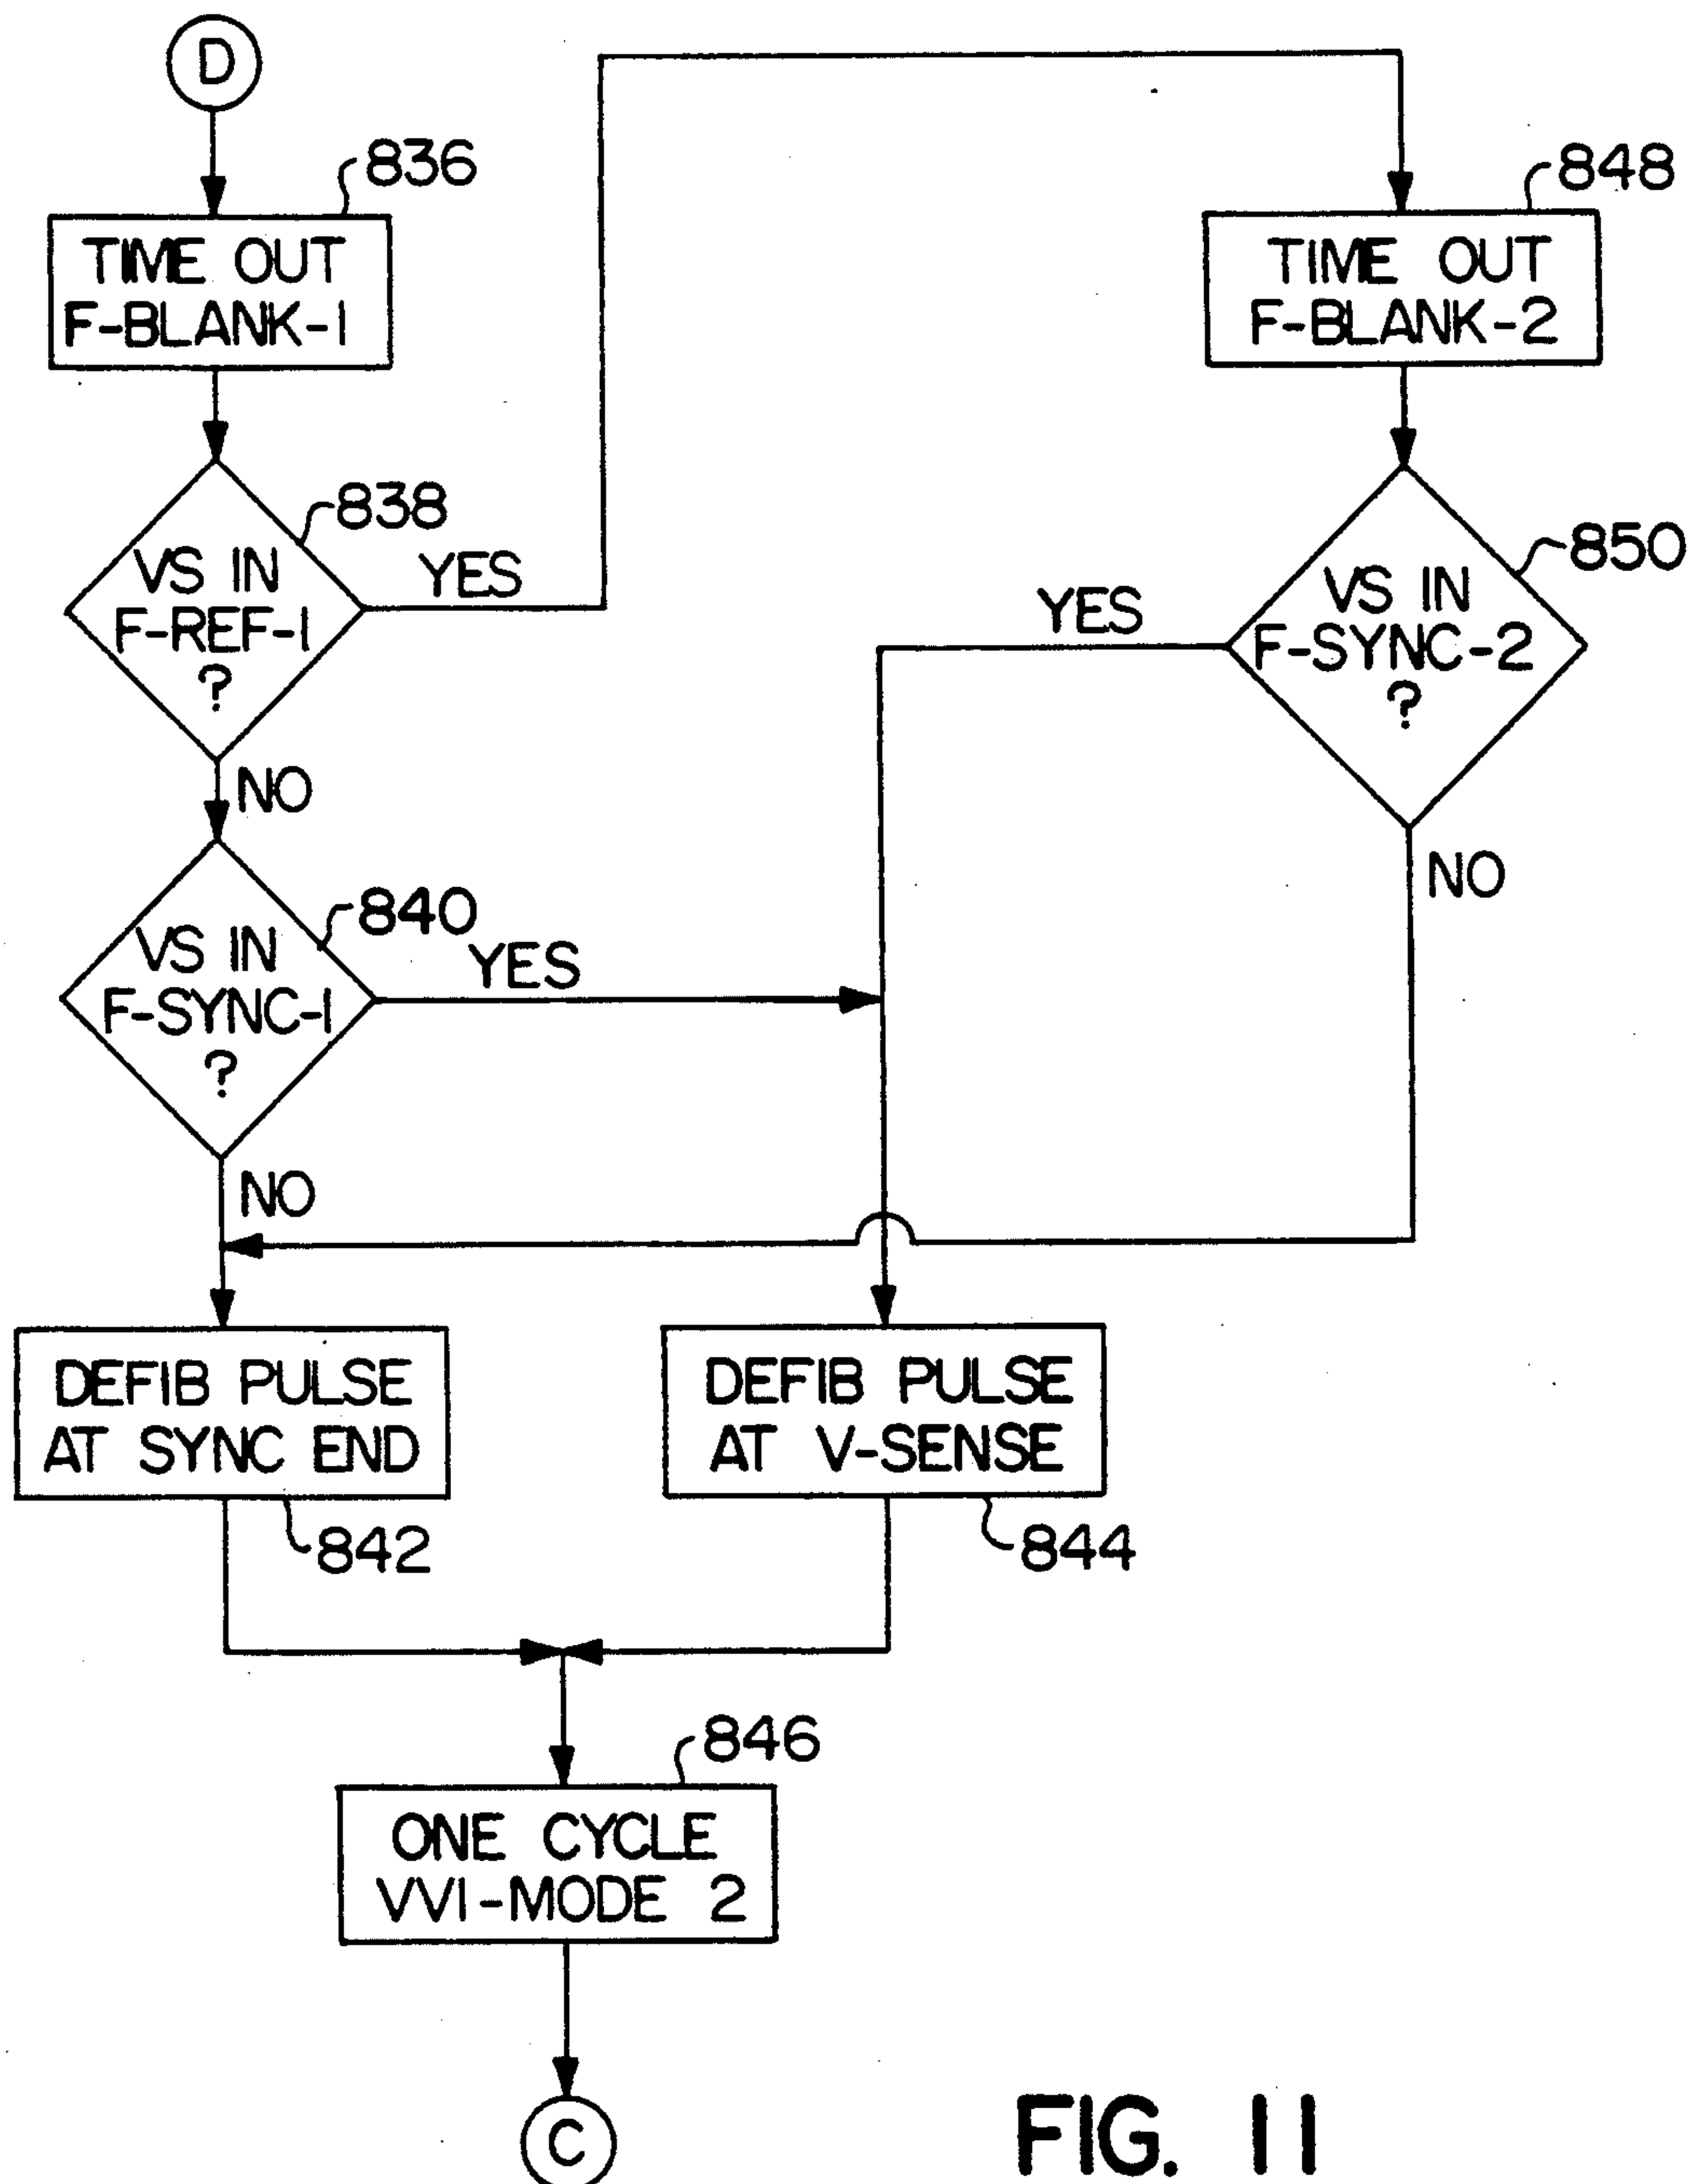 D
836
TIME OUT
F-BLANK-1
838
VS IN
F-REF-1
?
YES
NO
840
VS IN
F-SYNC-1
?
YES
NO
848
TIME OUT
F-BLANK-2
850
VS IN
F-SYNC-2
?
YES
NO
DEFIB PULSE
AT SYNC END
842
DEFIB PULSE
AT V-SENSE
844
846
ONE CYCLE
VVI-MODE 2
C
FIG. 11